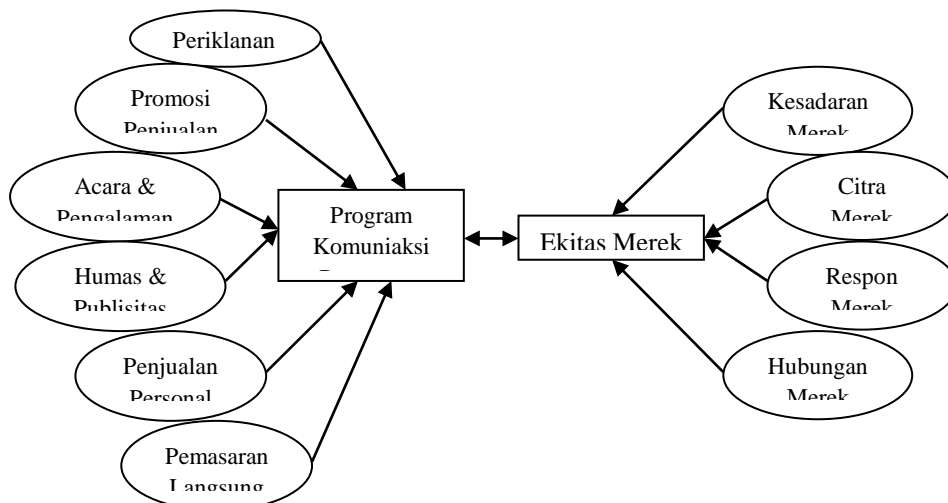 Periklanan
Promosi
Penjualan
Acara &
Pengalaman
Humas &
Publisitas
Penjualan
Personal
Pemasaran
Langsung
Program
Komuniaksi
Ekitas Merek
Kesadaran
Merek
Citra
Merek
Respon
Merek
Hubungan
Merek